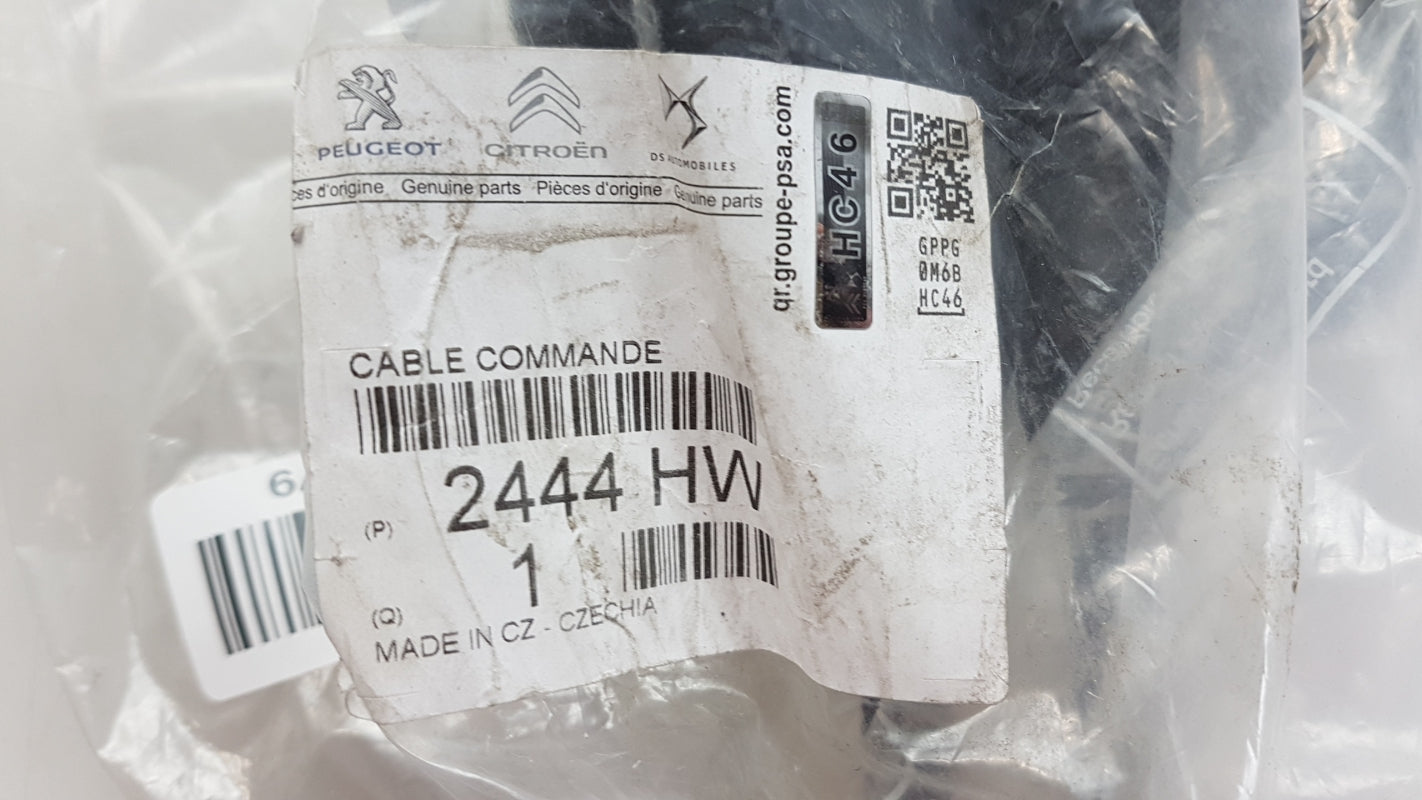 PEUGEOT
CITROËN
DS AUTOMOBILES
ces d'origine Genuine parts Pièces d'origine Genuine parts
qr.groupe-psa.com
HC46
GPPG
0M6B
HC46
CABLE COMMANDE
(P) 2444 HW
(Q) 1
MADE IN CZ - CZECHIA